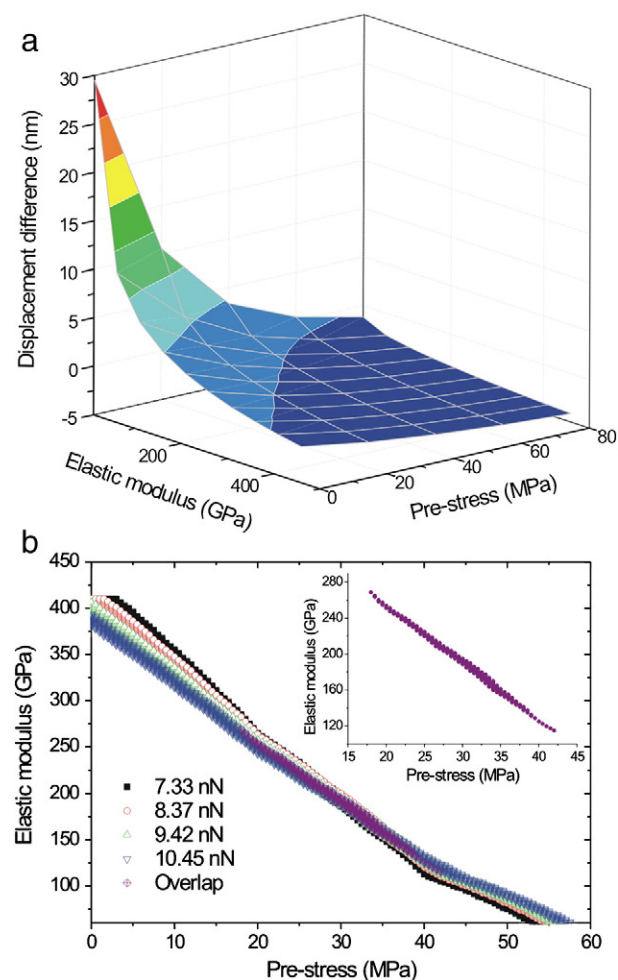 a
30
25
20
15
10
5
0
-5
Displacement difference (nm)
200
400
Elastic modulus (GPa)
0
20
40
60
80
Pre-stress (MPa)
b
450
400
350
300
250
200
150
100
Elastic modulus (GPa)
7.33 nN
8.37 nN
9.42 nN
10.45 nN
Overlap
0 10 20 30 40 50 60
Pre-stress (MPa)
280
240
200
160
120
Elastic modulus (GPa)
15 20 25 30 35 40 45
Pre-stress (MPa)